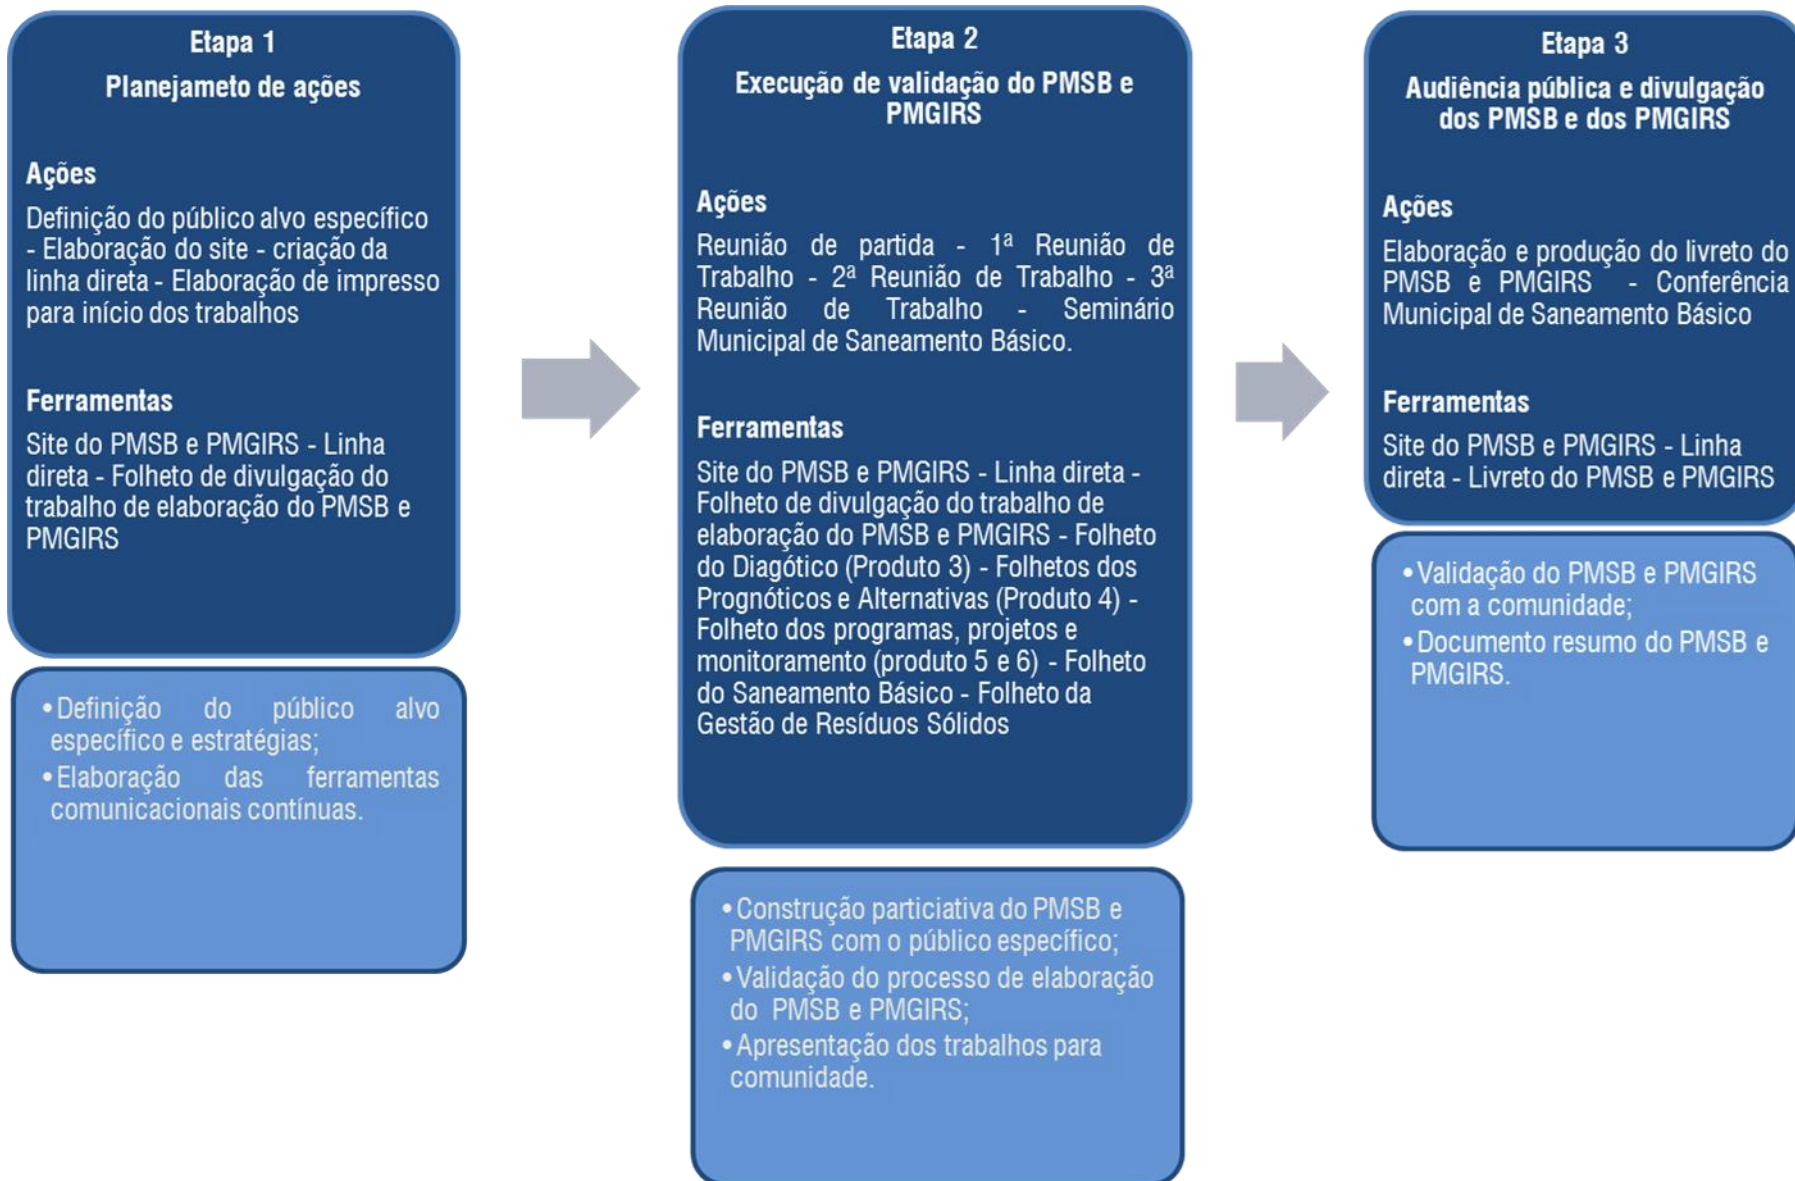 Etapa 1
Planejameto de ações
Ações
Definição do público alvo específico
- Elaboração do site - criação da
linha direta - Elaboração de impresso
para início dos trabalhos
Ferramentas
Site do PMSB e PMGIRS - Linha
direta - Folheto de divulgação do
trabalho de elaboração do PMSB e
PMGIRS
• Definição do público alvo
específico e estratégias;
• Elaboração das ferramentas
comunicacionais contínuas.
Etapa 2
Execução de validação do PMSB e
PMGIRS
Ações
Reunião de partida - 1ª Reunião de
Trabalho - 2ª Reunião de Trabalho - 3ª
Reunião de Trabalho - Seminário
Municipal de Saneamento Básico.
Ferramentas
Site do PMSB e PMGIRS - Linha direta -
Folheto de divulgação do trabalho de
elaboração do PMSB e PMGIRS - Folheto
do Diagótico (Produto 3) - Folhetos dos
Prognóticos e Alternativas (Produto 4) -
Folheto dos programas, projetos e
monitoramento (produto 5 e 6) - Folheto
do Saneamento Básico - Folheto da
Gestão de Resíduos Sólidos
• Construção particiativa do PMSB e
PMGIRS com o público específico;
• Validação do processo de elaboração
do PMSB e PMGIRS;
• Apresentação dos trabalhos para
comunidade.
Etapa 3
Audiência pública e divulgação
dos PMSB e dos PMGIRS
Ações
Elaboração e produção do livreto do
PMSB e PMGIRS - Conferência
Municipal de Saneamento Básico
Ferramentas
Site do PMSB e PMGIRS - Linha
direta - Livreto do PMSB e PMGIRS
• Validação do PMSB e PMGIRS
com a comunidade;
• Documento resumo do PMSB e
PMGIRS.